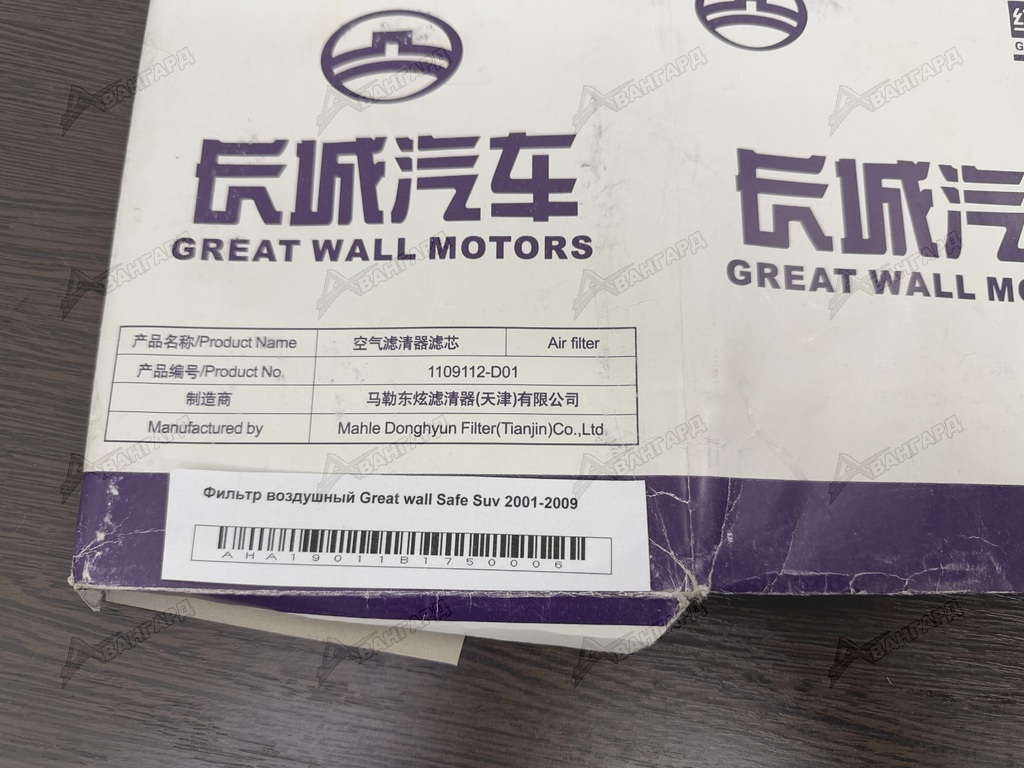 长城汽车
GREAT WALL MOTORS
长城汽
GREAT WALL MO
产品名称/Product Name 空气滤清器滤芯 Air filter
产品编号/Product No. 1109112-D01
制造商 马勒东炫滤清器(天津)有限公司
Manufactured by Mahle Donghyun Filter(Tianjin)Co.,Ltd.
Фильтр воздушный Great wall Safe Suv 2001-2009
AHA19011B1750006
АВАНГАРД